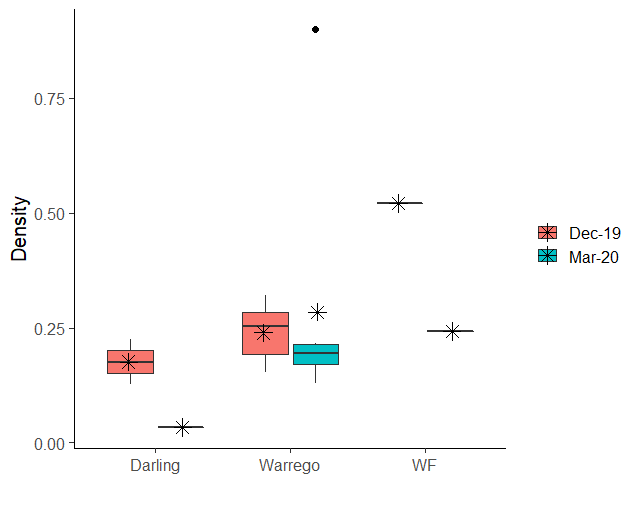 Density
0.75
0.50
0.25
0.00
Darling Warrego WF
Dec-19
Mar-20